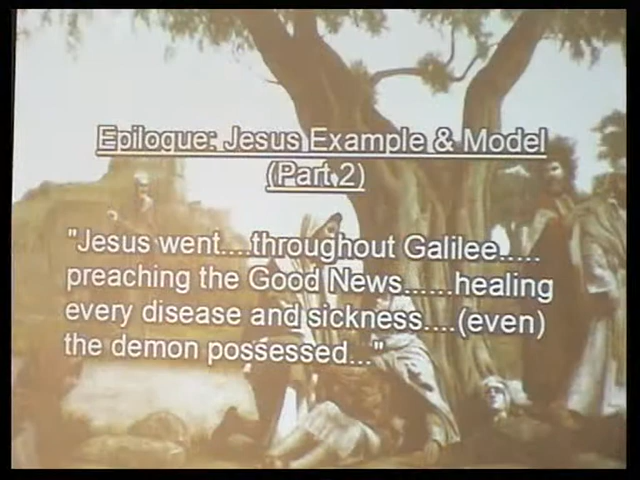 Epilogue: Jesus Example & Model
(Part 2)
"Jesus went....throughout Galilee.....
preaching the Good News......healing
every disease and sickness....(even)
the demon possessed..."